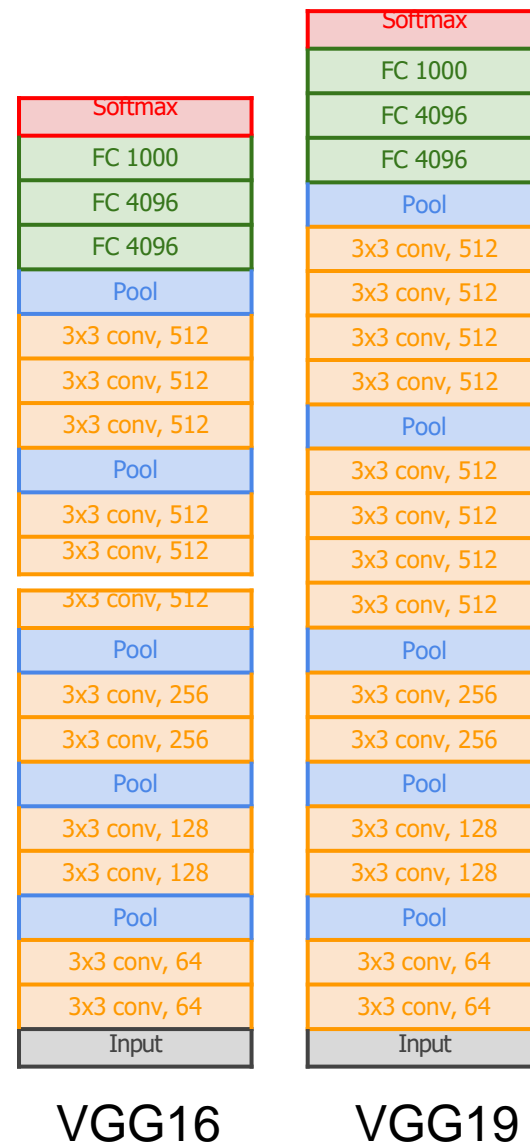 Softmax
FC 1000
FC 4096
FC 4096
Pool
3x3 conv, 512
3x3 conv, 512
3x3 conv, 512
Pool
3x3 conv, 512
3x3 conv, 512
3x3 conv, 512
Pool
3x3 conv, 256
3x3 conv, 256
Pool
3x3 conv, 128
3x3 conv, 128
Pool
3x3 conv, 64
3x3 conv, 64
Input
VGG16
Softmax
FC 1000
FC 4096
FC 4096
Pool
3x3 conv, 512
3x3 conv, 512
3x3 conv, 512
3x3 conv, 512
Pool
3x3 conv, 512
3x3 conv, 512
3x3 conv, 512
3x3 conv, 512
Pool
3x3 conv, 256
3x3 conv, 256
Pool
3x3 conv, 128
3x3 conv, 128
Pool
3x3 conv, 64
3x3 conv, 64
Input
VGG19